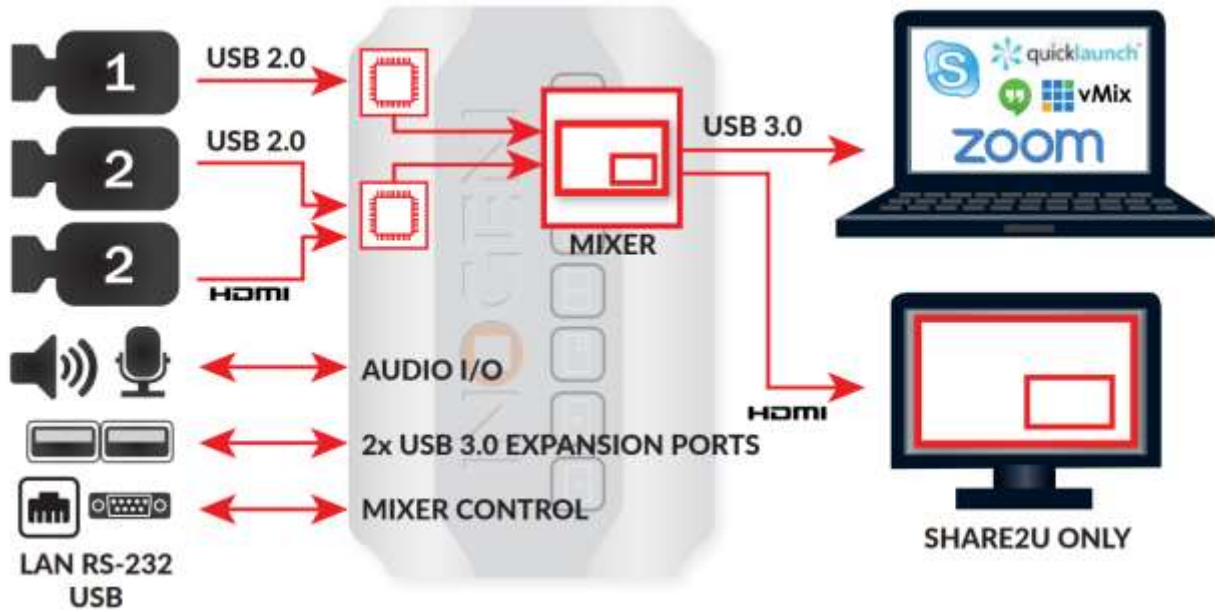 1
USB 2.0
2
USB 2.0
2
HDMI
MIXER
USB 3.0
S
quicklaunch
vMix
zoom
AUDIO I/O
2x USB 3.0 EXPANSION PORTS
MIXER CONTROL
LAN RS-232
USB
HDMI
SHARE2U ONLY